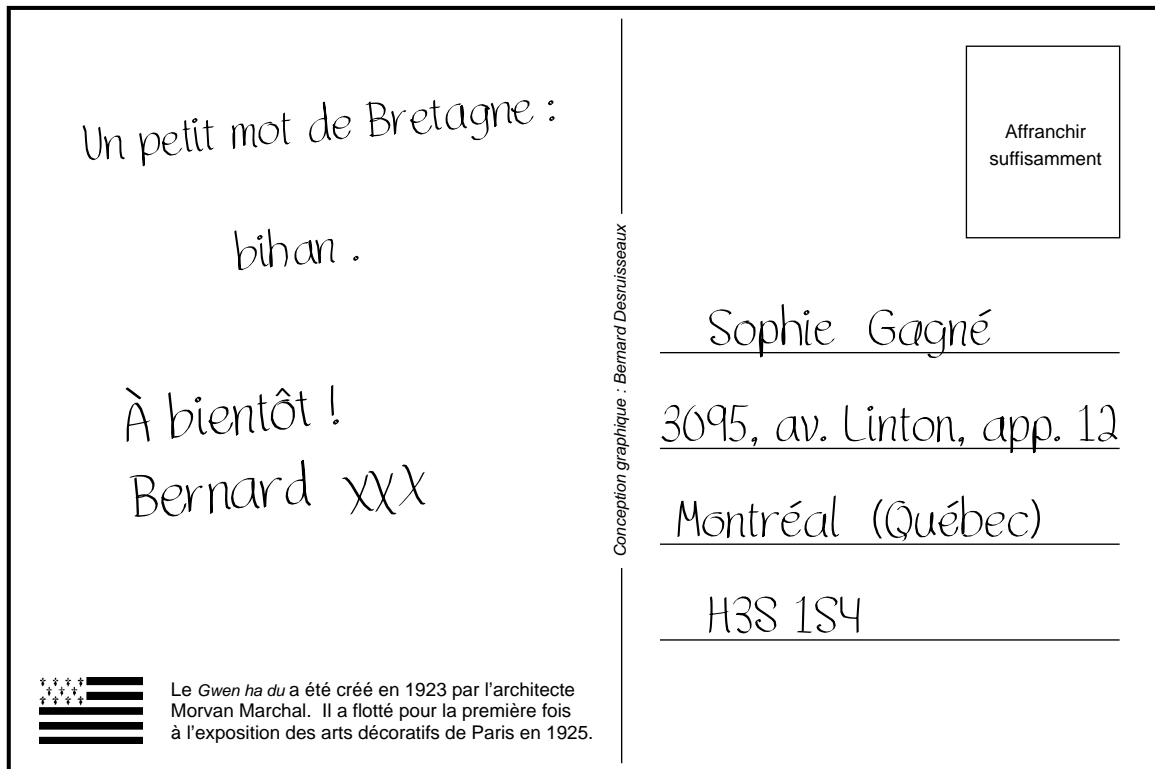 Un petit mot de Bretagne :
bihan .
À bientôt !
Bernard XXX
Le Gwen ha du a été créé en 1923 par l'architecte
Morvan Marchal. Il a flotté pour la première fois
à l'exposition des arts décoratifs de Paris en 1925.
Conception graphique : Bernard Desruisseaux
Affranchir
suffisamment
Sophie Gagné
3095, av. Linton, app. 12
Montréal (Québec)
H3S 1S4